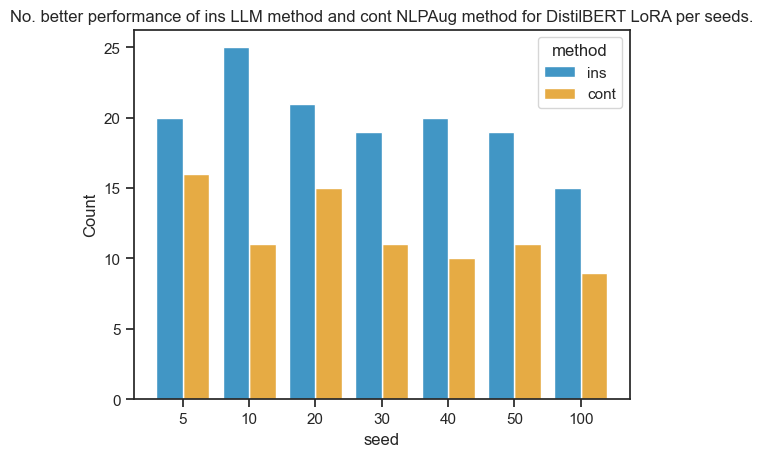 No. better performance of ins LLM method and cont NLPAug method for DistilBERT LoRA per seeds.
method
ins
cont
Count
25
20
15
10
5
0
5 10 20 30 40 50 100
seed